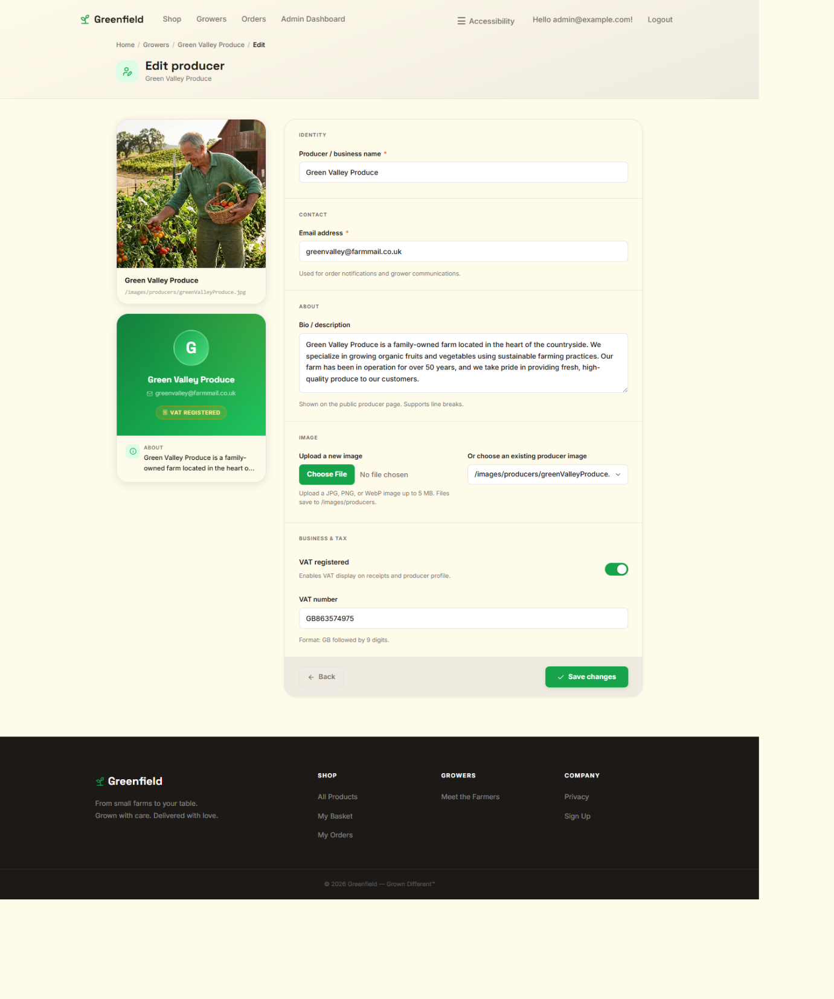 Greenfield
Shop
Growers
Orders
Admin Dashboard
Accessibility
Hello admin@example.com!
Logout
Home / Growers / Green Valley Produce / Edit
Edit producer
Green Valley Produce
Green Valley Produce
/images/producers/greenValleyProduce.jpg
G
Green Valley Produce
greenvalley@farmmail.co.uk
VAT REGISTERED
ABOUT
Green Valley Produce is a family-
owned farm located in the heart o...
IDENTITY
Producer / business name *
Green Valley Produce
CONTACT
Email address *
greenvalley@farmmail.co.uk
Used for order notifications and grower communications.
ABOUT
Bio / description
Green Valley Produce is a family-owned farm located in the heart of the countryside. We
specialize in growing organic fruits and vegetables using sustainable farming practices. Our
farm has been in operation for over 50 years, and we take pride in providing fresh, high-
quality produce to our customers.
Shown on the public producer page. Supports line breaks.
IMAGE
Upload a new image
Choose File
No file chosen
Upload a JPG, PNG, or WebP image up to 5 MB. Files
save to /images/producers.
Or choose an existing producer image
/images/producers/greenValleyProduce.
BUSINESS & TAX
VAT registered
Enables VAT display on receipts and producer profile.
VAT number
GB863574975
Format: GB followed by 9 digits.
← Back
Save changes
Greenfield
From small farms to your table.
Grown with care. Delivered with love.
SHOP
All Products
My Basket
My Orders
GROWERS
Meet the Farmers
COMPANY
Privacy
Sign Up
© 2026 Greenfield — Grown Different™